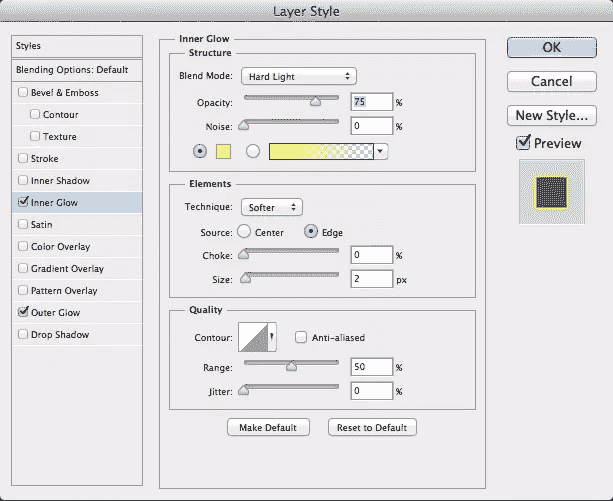 Layer Style
Styles
Blending Options: Default
Bevel & Emboss
Contour
Texture
Stroke
Inner Shadow
Inner Glow
Satin
Color Overlay
Gradient Overlay
Pattern Overlay
Outer Glow
Drop Shadow
Inner Glow
Structure
Blend Mode: Hard Light
Opacity: 75 %
Noise: 0 %
Elements
Technique: Softer
Source: Center Edge
Choke: 0 %
Size: 2 px
Quality
Contour: Anti-aliased
Range: 50 %
Jitter: 0 %
Make Default Reset to Default
OK
Cancel
New Style...
Preview